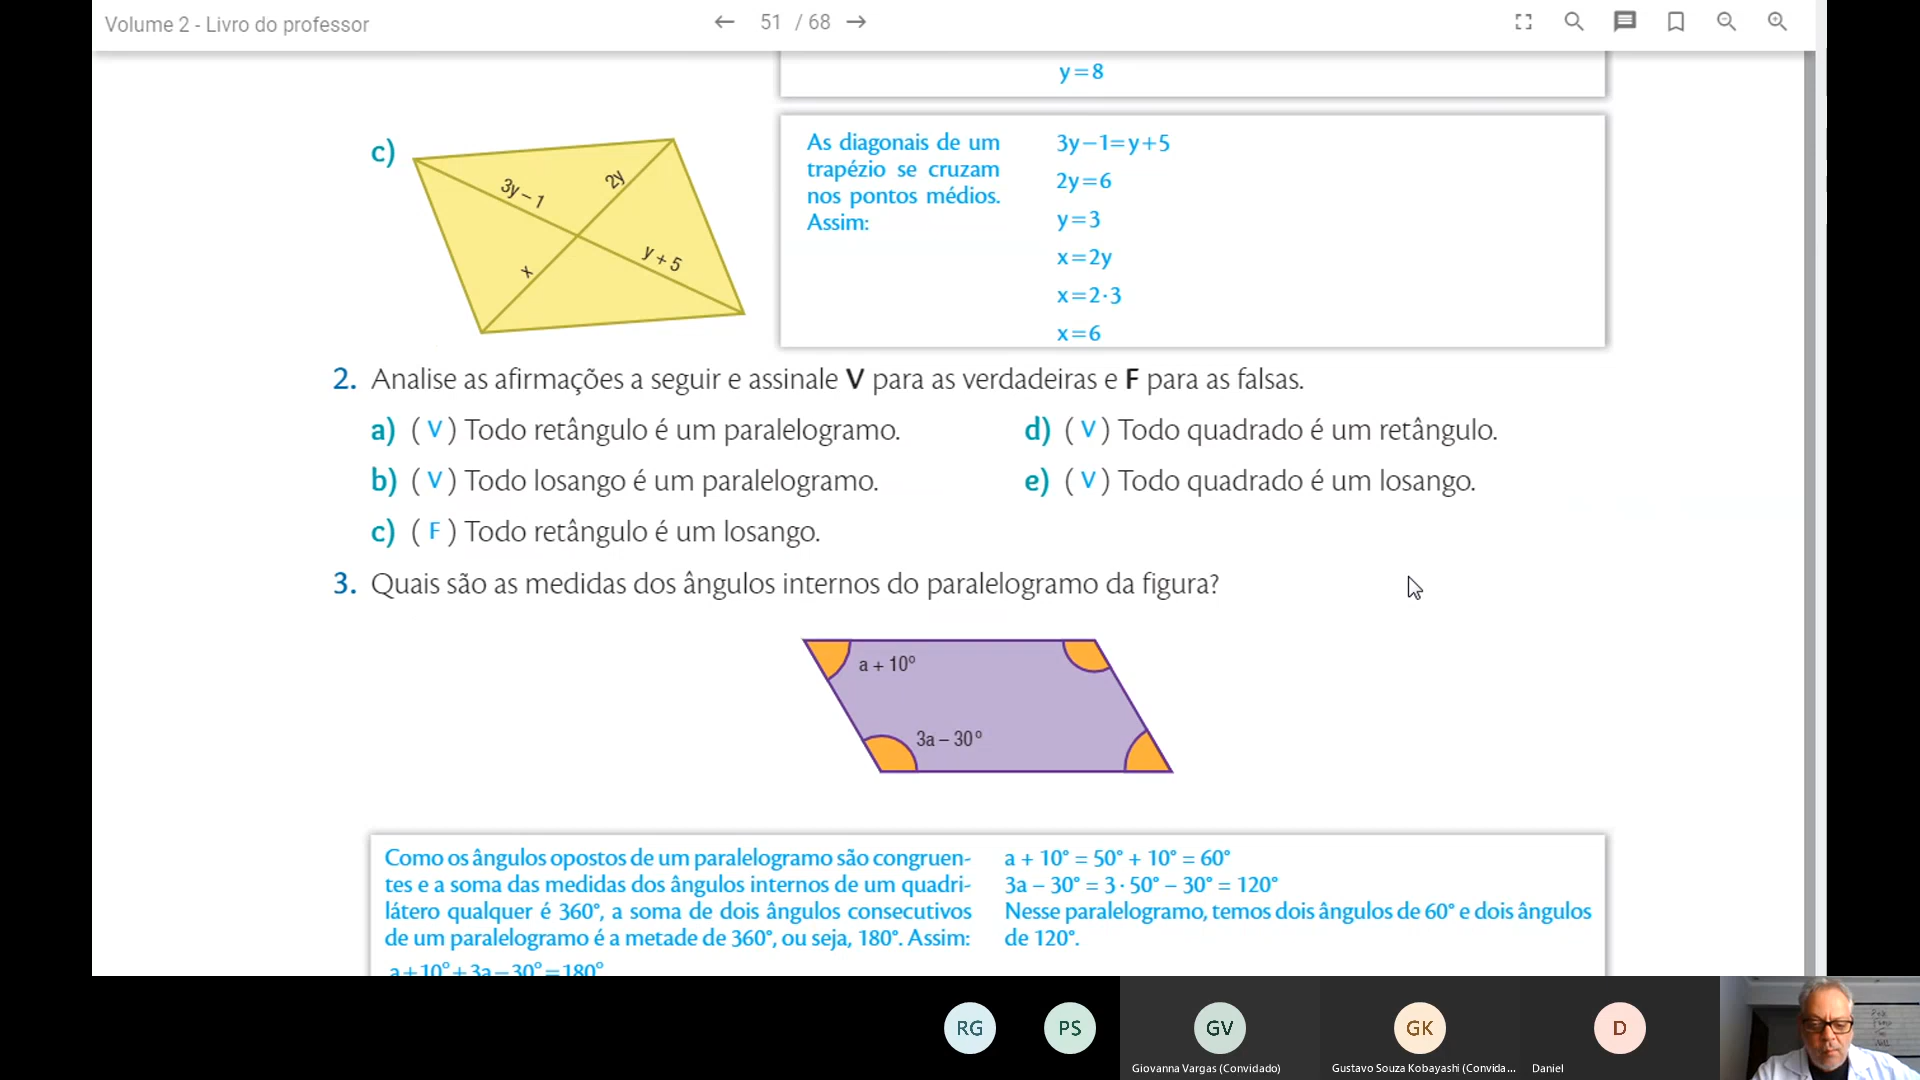 Volume 2 - Livro do professor
51 / 68
y=8
c)
3y – 1
2y
x
y + 5
As diagonais de um
trapézio se cruzam
nos pontos médios.
Assim:
3y−1=y+5
2y=6
y=3
x=2y
x=2·3
x=6
2. Analise as afirmações a seguir e assinale V para as verdadeiras e F para as falsas.
a) ( V ) Todo retângulo é um paralelogramo.
b) ( V ) Todo losango é um paralelogramo.
c) ( F ) Todo retângulo é um losango.
d) ( V ) Todo quadrado é um retângulo.
e) ( V ) Todo quadrado é um losango.
3. Quais são as medidas dos ângulos internos do paralelogramo da figura?
a + 10º
3a – 30º
Como os ângulos opostos de um paralelogramo são congruen-
tes e a soma das medidas dos ângulos internos de um quadri-
látero qualquer é 360°, a soma de dois ângulos consecutivos
de um paralelogramo é a metade de 360°, ou seja, 180°. Assim:
a+10°+3a−30°=180°
a + 10° = 50° + 10° = 60°
3a – 30° = 3 · 50° – 30° = 120°
Nesse paralelogramo, temos dois ângulos de 60° e dois ângulos
de 120°.
RG
PS
GV
GK
D
Giovanna Vargas (Convidado)
Gustavo Souza Kobayashi (Convida...
Daniel